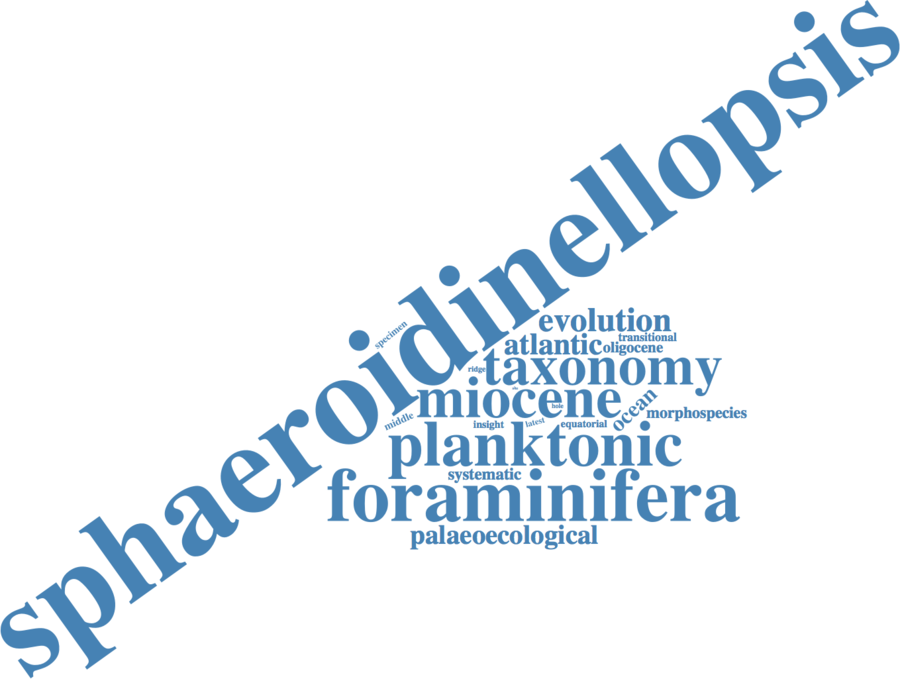 sphaeroidinellopsis
evolution
specimen
transitional
atlantic
oligocene
ridge
taxonomy
miocene
hole
ocean
morphospecies
middle
insight
latest
equatorial
planktonic
systematic
foraminifera
palaeoecological